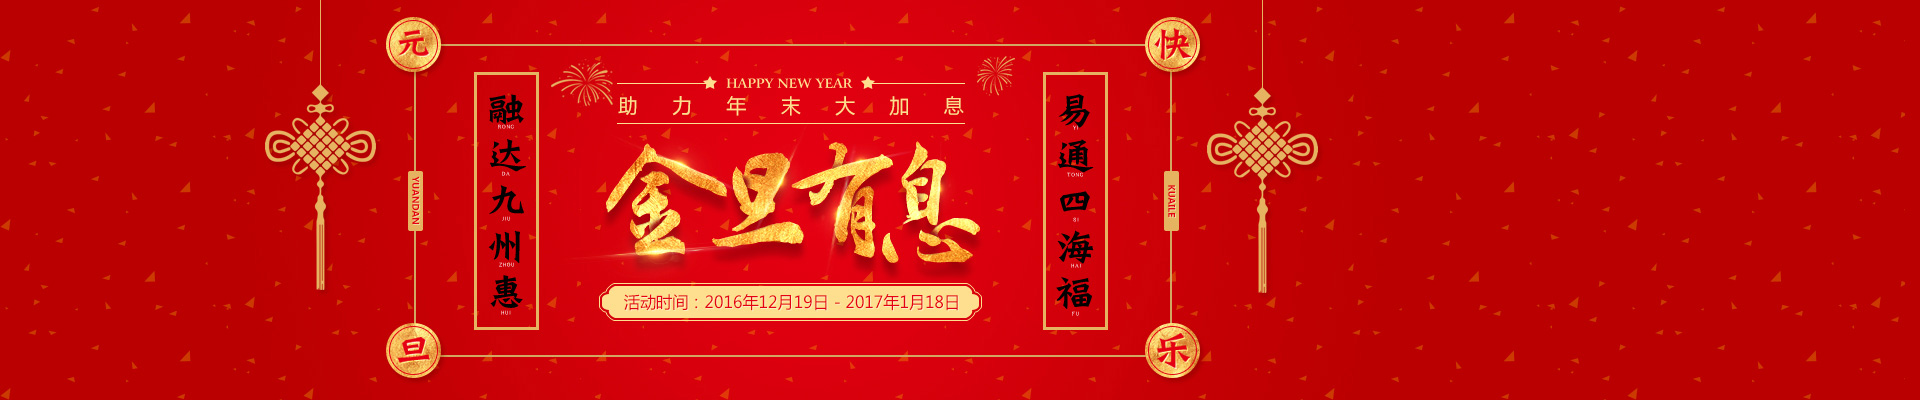 元
YUANDAN
旦
快
KUAILE
乐
HAPPY NEW YEAR
助力年末大加息
金旦有息
活动时间：2016年12月19日 - 2017年1月18日
融
RONG
达
DA
九
JIU
州
ZHOU
惠
HUI
易
YI
通
TONG
四
SI
海
HAI
福
FU